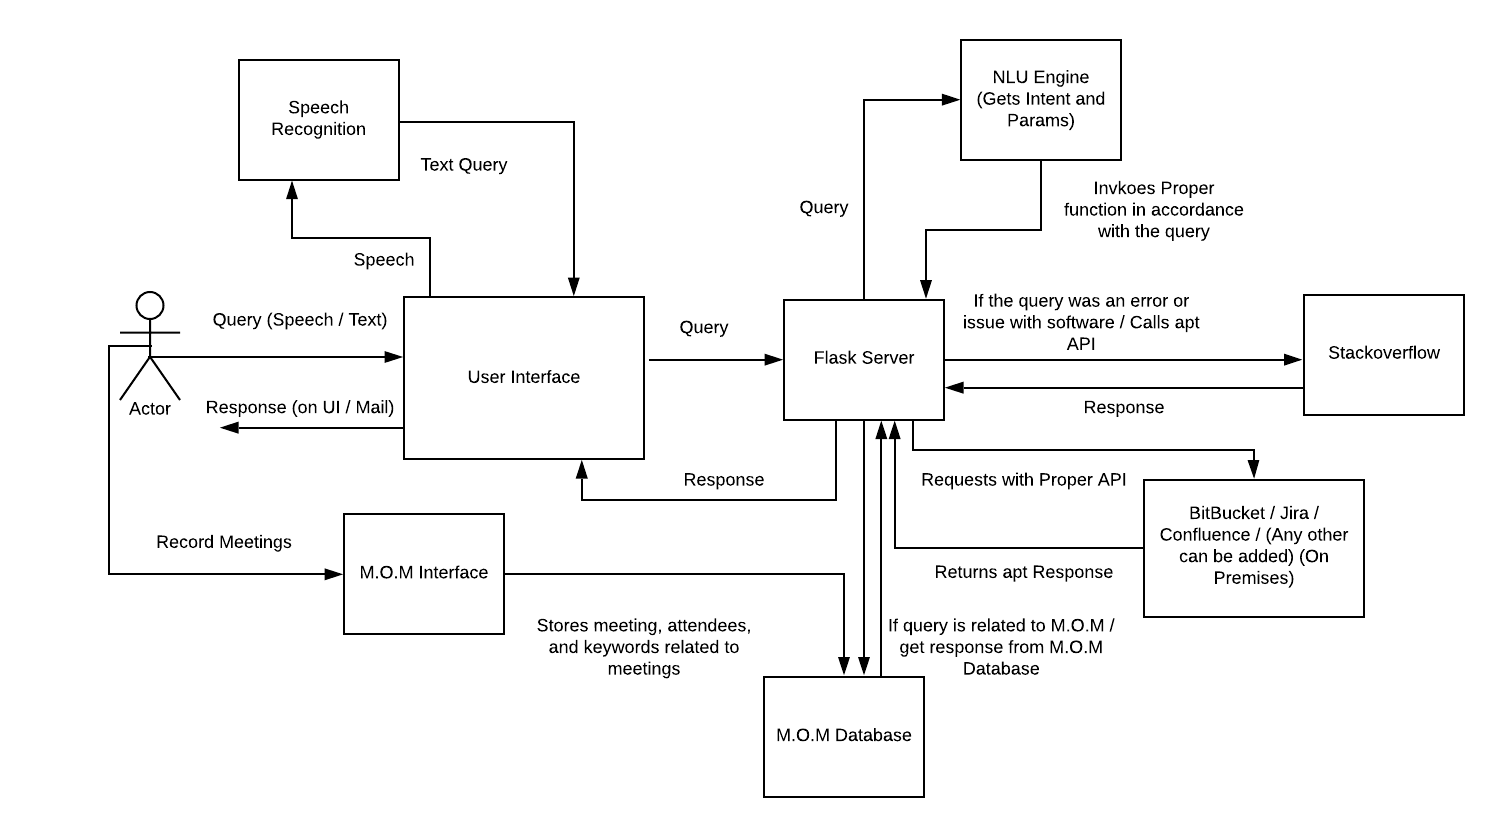 NLU Engine
(Gets Intent and
Params)
Speech
Recognition
Text Query
Query
Invkoes Proper
function in accordance
with the query
Speech
Query (Speech / Text)
Query
If the query was an error or
issue with software / Calls apt
API
User Interface
Flask Server
Stackoverflow
Actor
Response (on UI / Mail)
Response
Response
Requests with Proper API
BitBucket / Jira /
Confluence / (Any other
can be added) (On
Premises)
Record Meetings
M.O.M Interface
Returns apt Response
Stores meeting, attendees,
and keywords related to
meetings
If query is related to M.O.M /
get response from M.O.M
Database
M.O.M Database